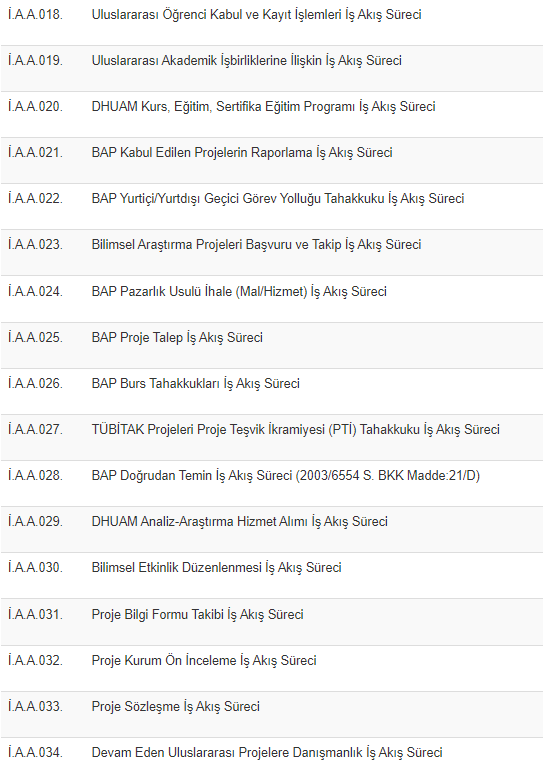 İ.A.A.018. Uluslararası Öğrenci Kabul ve Kayıt İşlemleri İş Akış Süreci
İ.A.A.019. Uluslararası Akademik İşbirliklerine İlişkin İş Akış Süreci
İ.A.A.020. DHUAM Kurs, Eğitim, Sertifika Eğitim Programı İş Akış Süreci
İ.A.A.021. BAP Kabul Edilen Projelerin Raporlama İş Akış Süreci
İ.A.A.022. BAP Yurtiçi/Yurtdışı Geçici Görev Yolluğu Tahakkuku İş Akış Süreci
İ.A.A.023. Bilimsel Araştırma Projeleri Başvuru ve Takip İş Akış Süreci
İ.A.A.024. BAP Pazarlık Usulü İhale (Mal/Hizmet) İş Akış Süreci
İ.A.A.025. BAP Proje Talep İş Akış Süreci
İ.A.A.026. BAP Burs Tahakkukları İş Akış Süreci
İ.A.A.027. TÜBİTAK Projeleri Proje Teşvik İkramiyesi (PTİ) Tahakkuku İş Akış Süreci
İ.A.A.028. BAP Doğrudan Temin İş Akış Süreci (2003/6554 S. BKK Madde:21/D)
İ.A.A.029. DHUAM Analiz-Araştırma Hizmet Alımı İş Akış Süreci
İ.A.A.030. Bilimsel Etkinlik Düzenlenmesi İş Akış Süreci
İ.A.A.031. Proje Bilgi Formu Takibi İş Akış Süreci
İ.A.A.032. Proje Kurum Ön İnceleme İş Akış Süreci
İ.A.A.033. Proje Sözleşme İş Akış Süreci
İ.A.A.034. Devam Eden Uluslararası Projelere Danışmanlık İş Akış Süreci